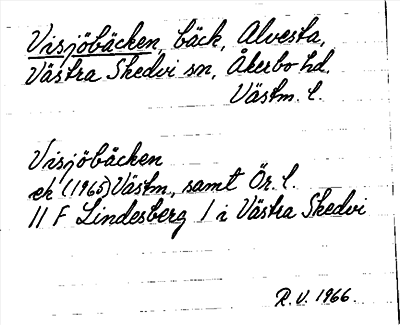 Visjöbäcken, bäck, Alvesta,
Västra Skedvi sn, Åkerbo hd.
Västm. l.
Visjöbäcken
ek (1965) Västm, samt Ör. l.
11 F Lindesberg 1 i Västra Skedvi
R.V. 1966.